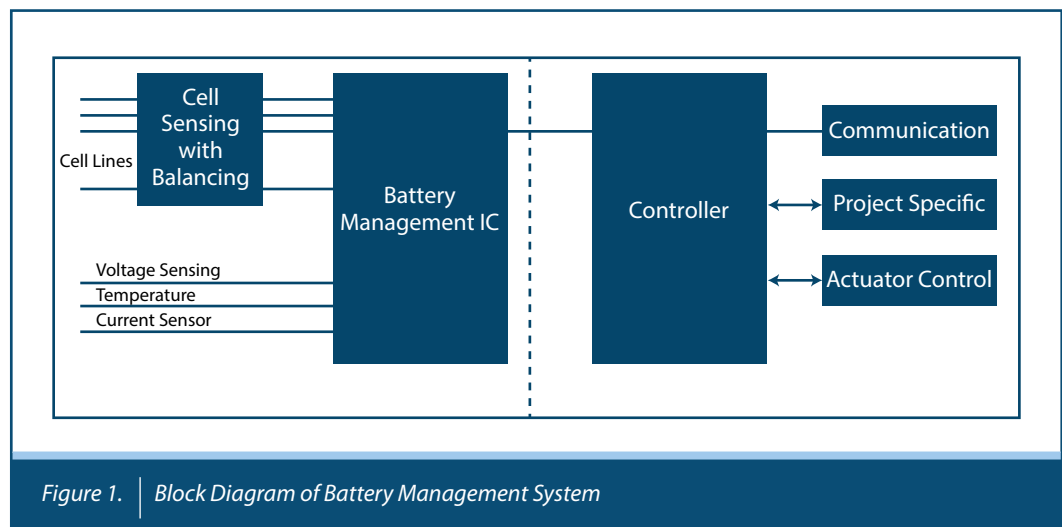 Cell
Sensing
with
Balancing
Cell Lines
Battery
Management IC
Voltage Sensing
Temperature
Current Sensor
Controller
Communication
Project Specific
Actuator Control
Figure 1. Block Diagram of Battery Management System